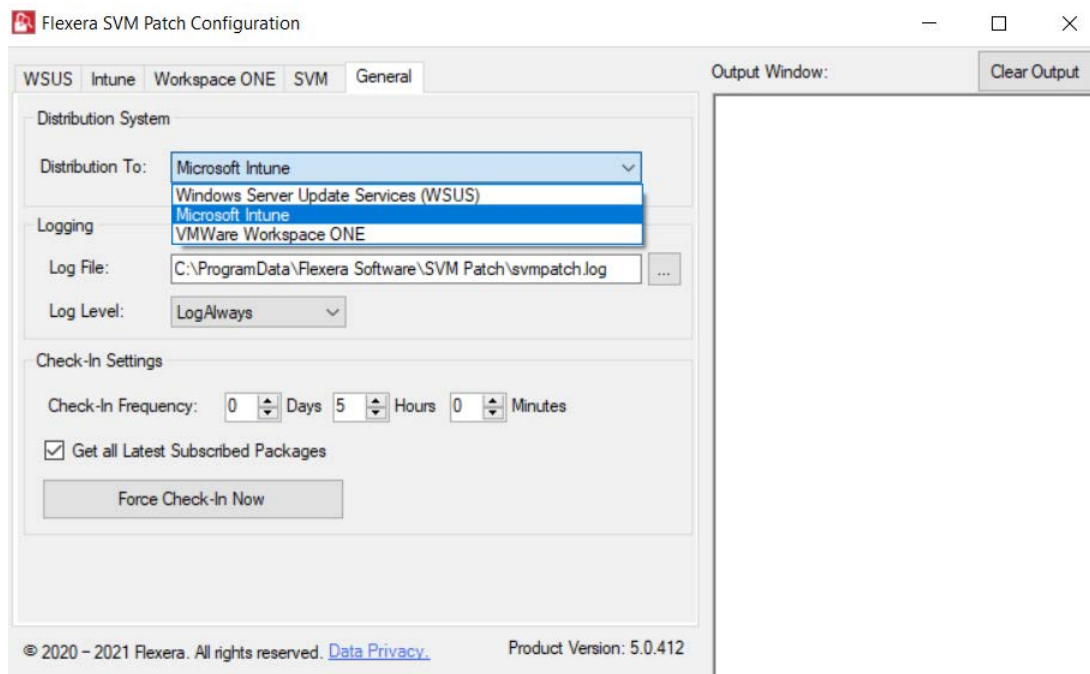 Flexera SVM Patch Configuration
WSUS Intune Workspace ONE SVM General
Output Window: Clear Output
Distribution System
Distribution To: Microsoft Intune
Windows Server Update Services (WSUS)
Microsoft Intune
VMWare Workspace ONE
Logging
Log File: C:\ProgramData\Flexera Software\SVM Patch\svmpatch.log ...
Log Level: LogAlways
Check-In Settings
Check-In Frequency: 0 Days 5 Hours 0 Minutes
Get all Latest Subscribed Packages
Force Check-In Now
© 2020 – 2021 Flexera. All rights reserved. Data Privacy. Product Version: 5.0.412